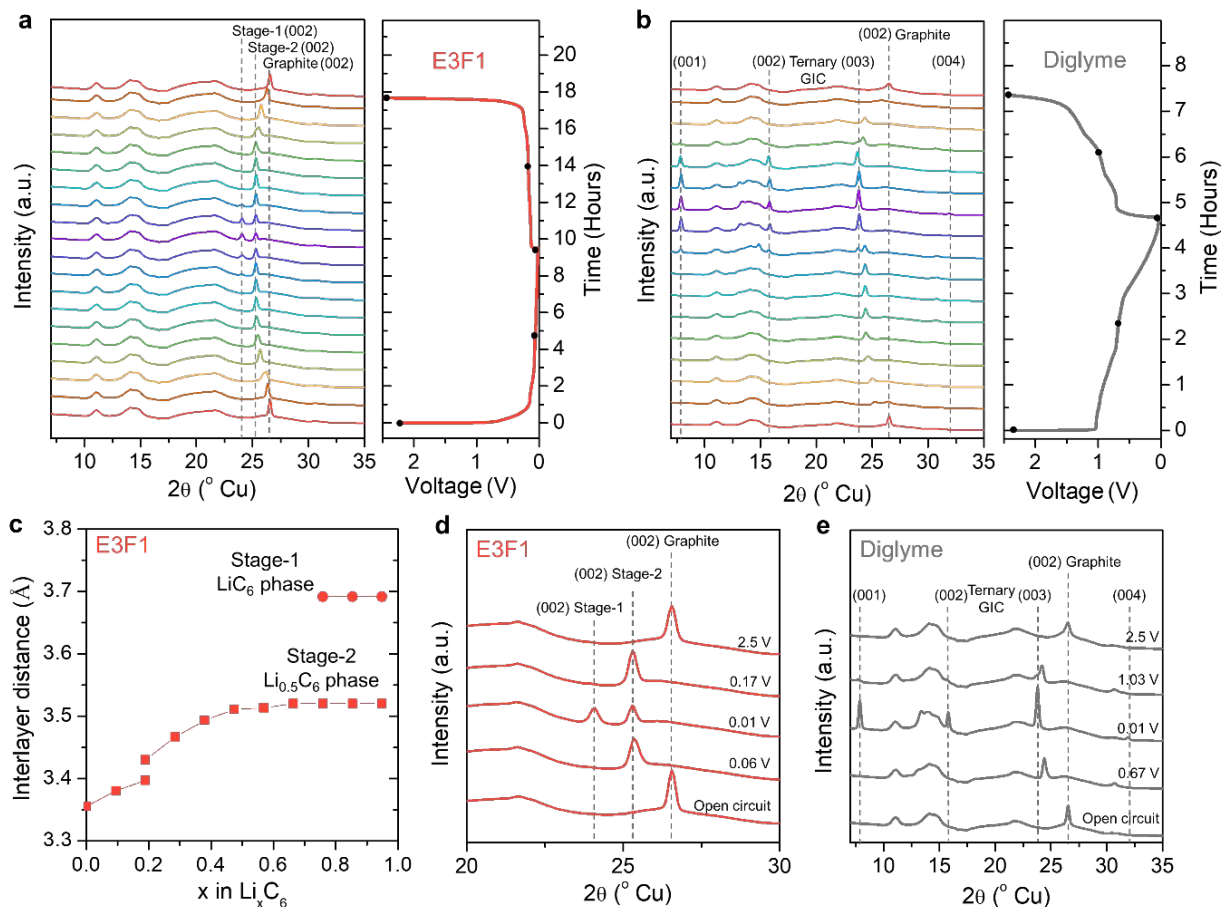 a
Stage-1 (002)
Stage-2 (002)
Graphite (002)
Intensity (a.u.)
10 15 20 25 30 35
2θ (° Cu)
E3F1
20
18
16
14
12
10
8
6
4
2
0
Time (Hours)
2 1 0
Voltage (V)
b
(002) Graphite
(001) (002) Ternary (003) (004)
GIC
Intensity (a.u.)
10 15 20 25 30 35
2θ (° Cu)
Diglyme
8
7
6
5
4
3
2
1
0
Time (Hours)
2 1 0
Voltage (V)
c
E3F1
3.8
3.7
3.6
3.5
3.4
3.3
Interlayer distance (Å)
Stage-1
LiC6 phase
Stage-2
Li0.5C6 phase
0.0 0.2 0.4 0.6 0.8 1.0
x in LixC6
d
E3F1
(002) Graphite
(002) Stage-2
(002) Stage-1
2.5 V
0.17 V
0.01 V
0.06 V
Open circuit
Intensity (a.u.)
20 25 30
2θ (° Cu)
e
Diglyme
(002) Graphite
(001) (002) Ternary (003) (004)
GIC
2.5 V
1.03 V
0.01 V
0.67 V
Open circuit
Intensity (a.u.)
10 15 20 25 30 35
2θ (° Cu)